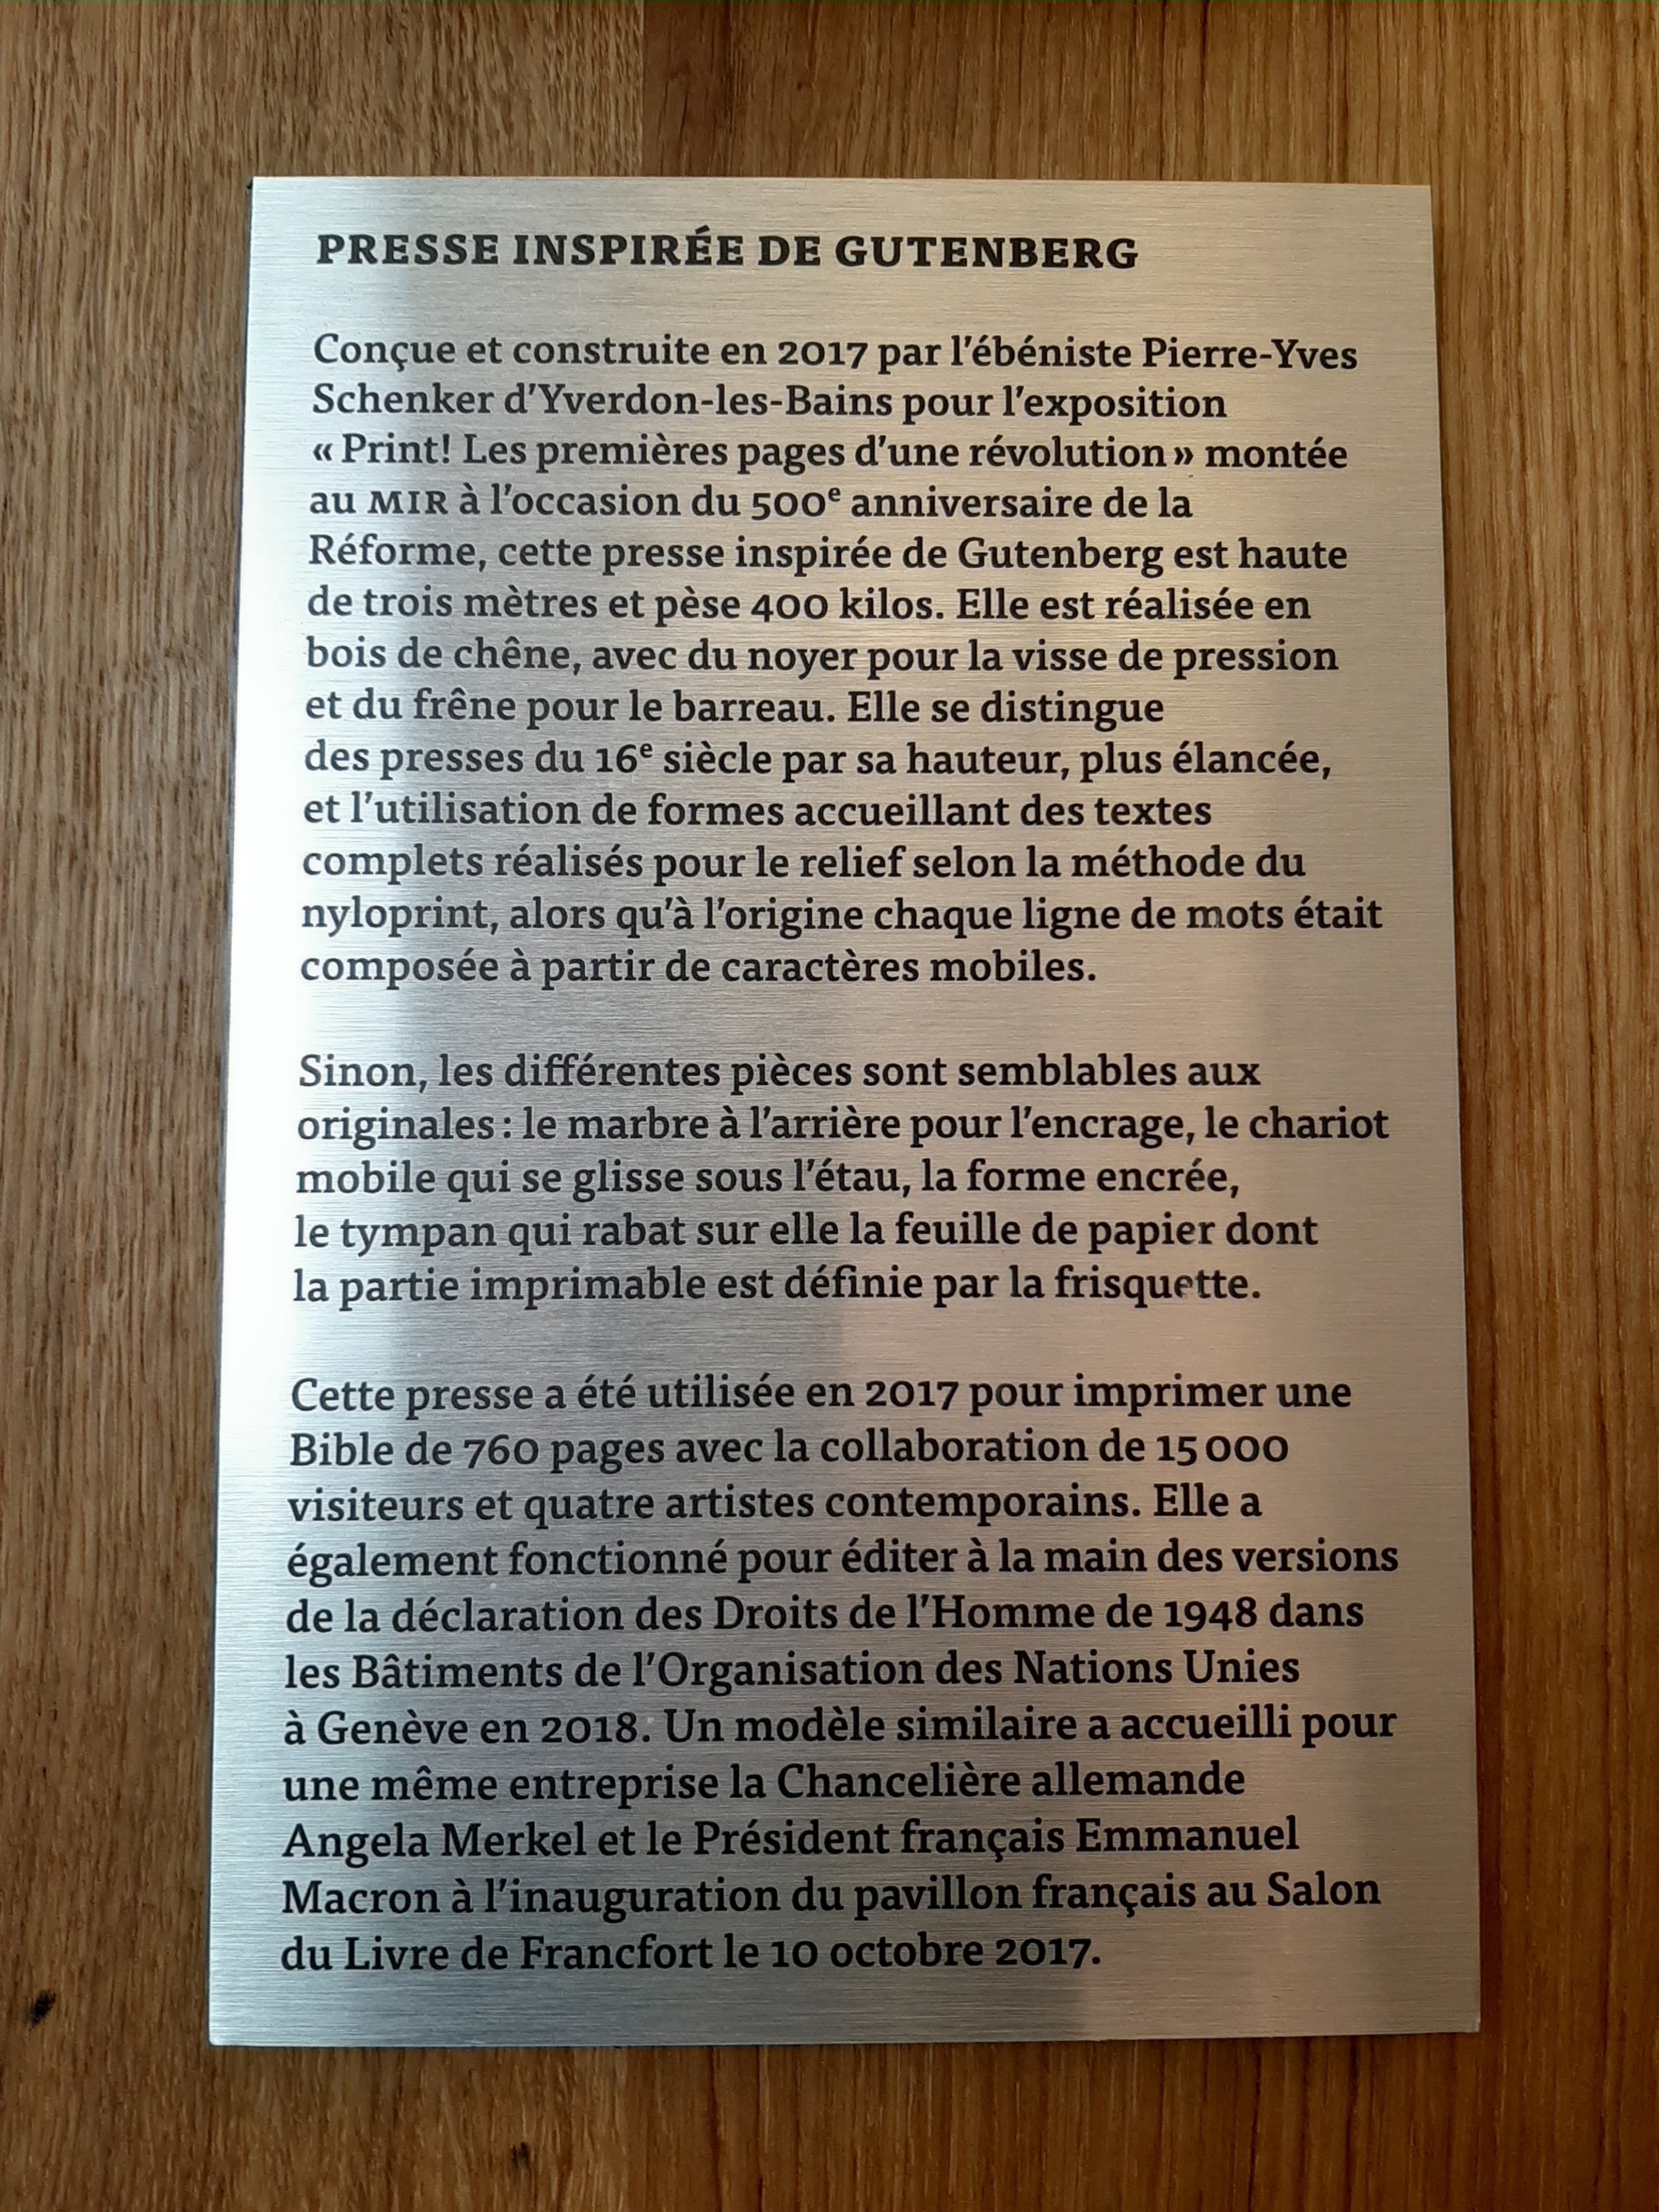 PRESSE INSPIRÉE DE GUTENBERG
Conçue et construite en 2017 par l'ébéniste Pierre-Yves
Schenker d'Yverdon-les-Bains pour l'exposition
« Print! Les premières pages d'une révolution » montée
au MIR à l'occasion du 500e anniversaire de la
Réforme, cette presse inspirée de Gutenberg est haute
de trois mètres et pèse 400 kilos. Elle est réalisée en
bois de chêne, avec du noyer pour la visse de pression
et du frêne pour le barreau. Elle se distingue
des presses du 16e siècle par sa hauteur, plus élancée,
et l'utilisation de formes accueillant des textes
complets réalisés pour le relief selon la méthode du
nyloprint, alors qu'à l'origine chaque ligne de mots était
composée à partir de caractères mobiles.
Sinon, les différentes pièces sont semblables aux
originales : le marbre à l'arrière pour l'encrage, le chariot
mobile qui se glisse sous l'étau, la forme encrée,
le tympan qui rabat sur elle la feuille de papier dont
la partie imprimable est définie par la frisquette.
Cette presse a été utilisée en 2017 pour imprimer une
Bible de 760 pages avec la collaboration de 15 000
visiteurs et quatre artistes contemporains. Elle a
également fonctionné pour éditer à la main des versions
de la déclaration des Droits de l'Homme de 1948 dans
les Bâtiments de l'Organisation des Nations Unies
à Genève en 2018. Un modèle similaire a accueilli pour
une même entreprise la Chancelière allemande
Angela Merkel et le Président français Emmanuel
Macron à l'inauguration du pavillon français au Salon
du Livre de Francfort le 10 octobre 2017.